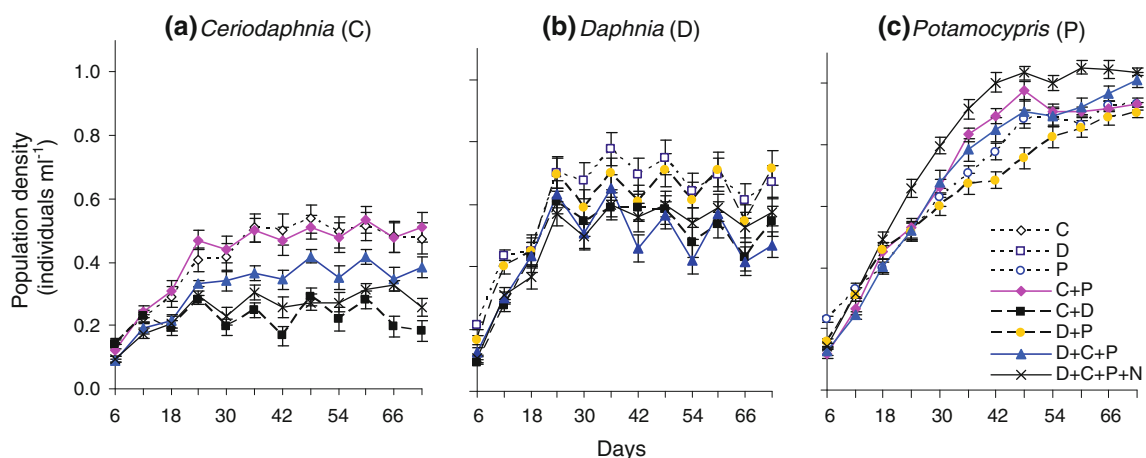 (a) Ceriodaphnia (C)
(b) Daphnia (D)
(c) Potamocypris (P)
Population density
(individuals ml⁻¹)
1.0
0.8
0.6
0.4
0.2
0.0
6 18 30 42 54 66
6 18 30 42 54 66
6 18 30 42 54 66
Days
C
D
P
C+P
C+D
D+P
D+C+P
D+C+P+N